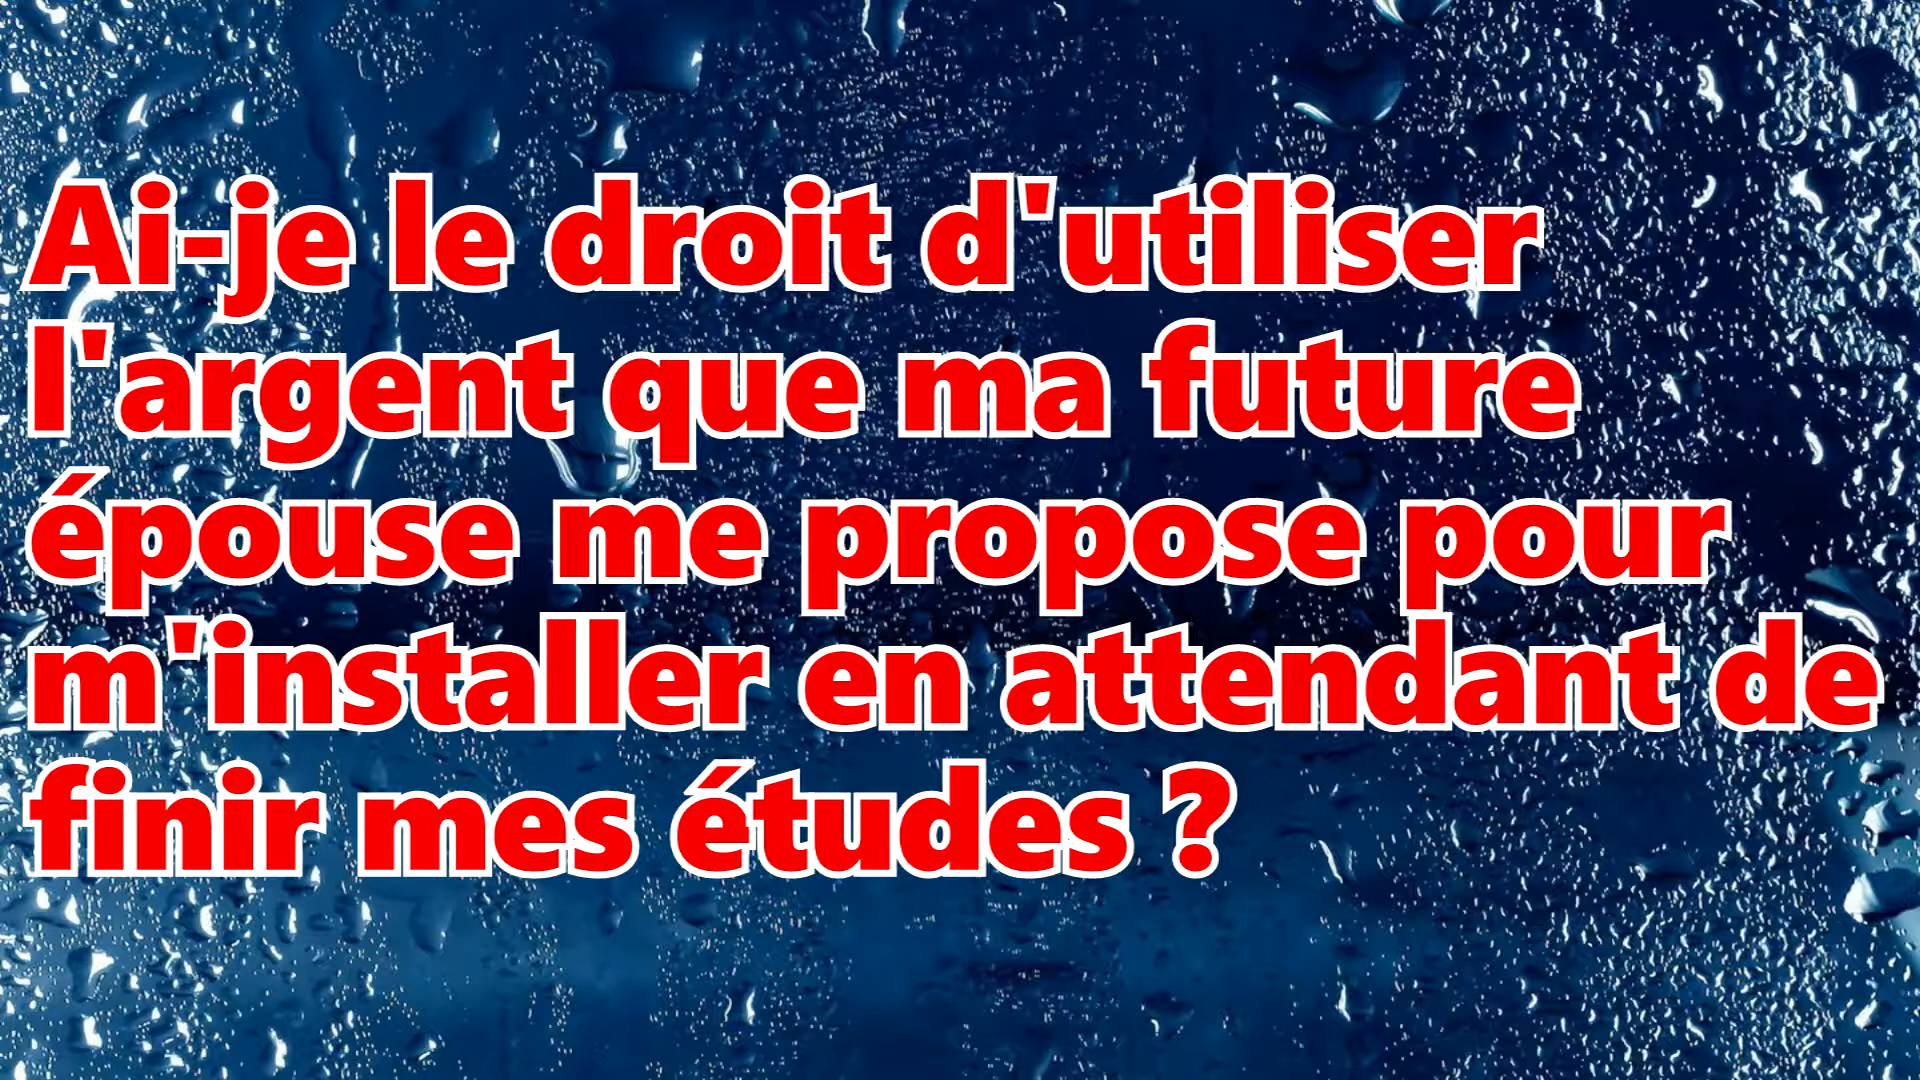 Ai-je le droit d'utiliser
l'argent que ma future
épouse me propose pour
m'installer en attendant de
finir mes études ?